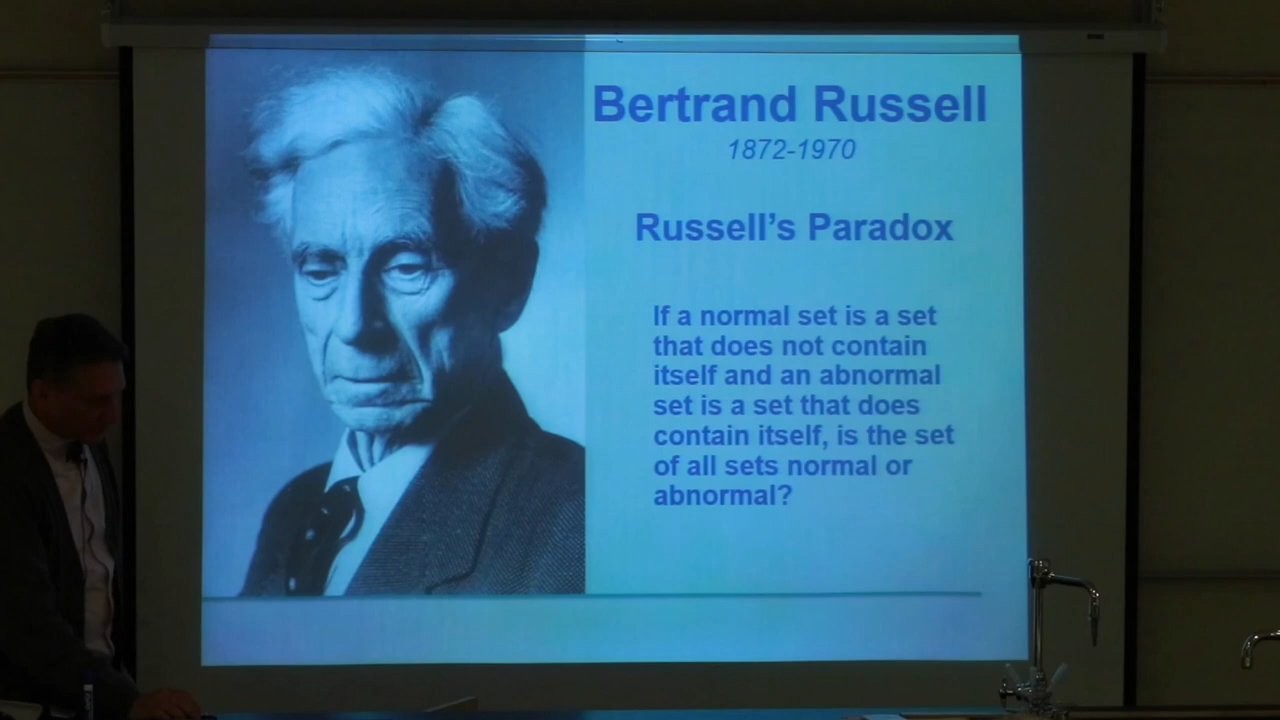 Bertrand Russell
1872-1970
Russell's Paradox
If a normal set is a set
that does not contain
itself and an abnormal
set is a set that does
contain itself, is the set
of all sets normal or
abnormal?